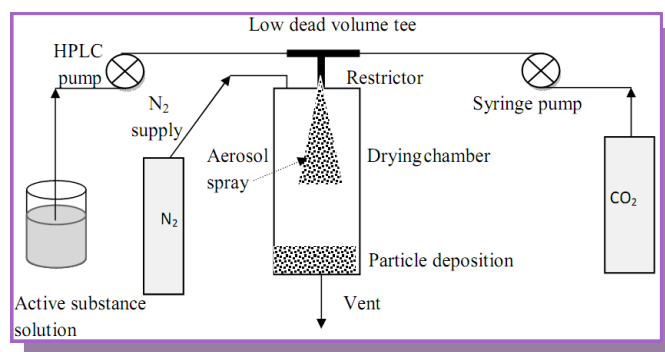 Low dead volume tee
HPLC
pump
Restrictor
Syringe pump
N₂
supply
Aerosol
spray
Drying chamber
N₂
CO₂
Particle deposition
Active substance
solution
Vent